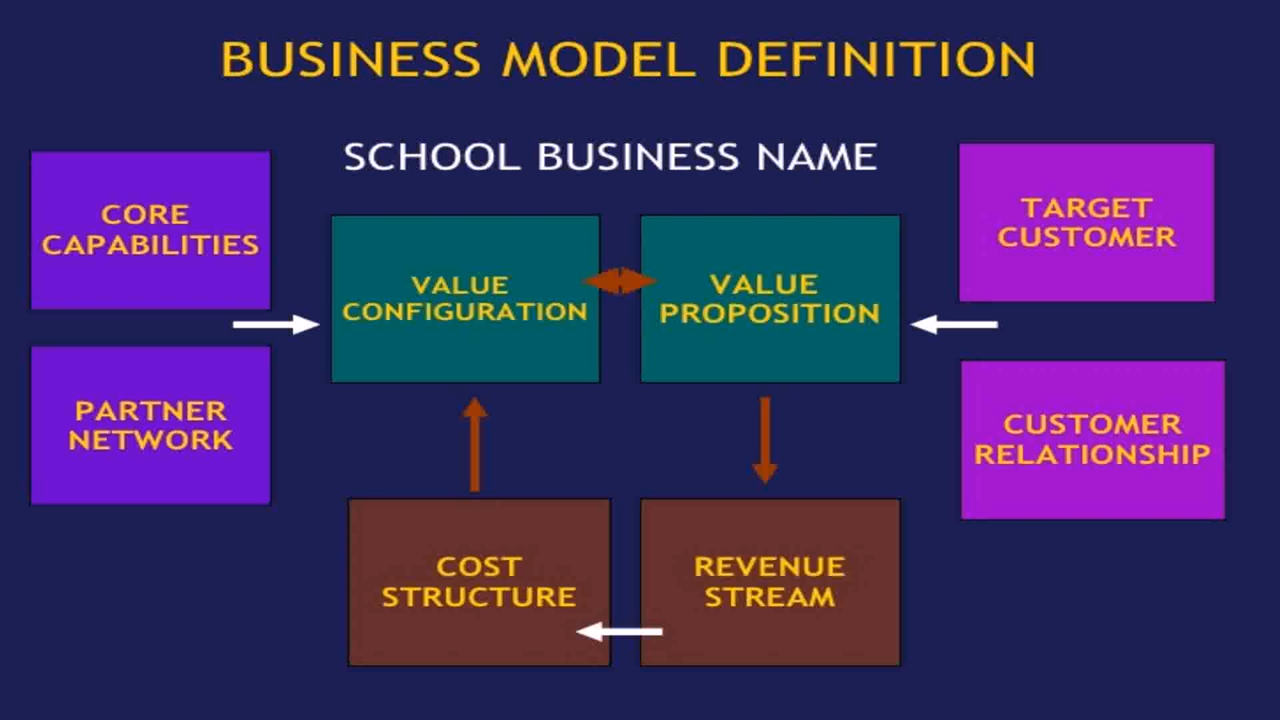 BUSINESS MODEL DEFINITION
SCHOOL BUSINESS NAME
CORE
CAPABILITIES
PARTNER
NETWORK
VALUE
CONFIGURATION
VALUE
PROPOSITION
TARGET
CUSTOMER
CUSTOMER
RELATIONSHIP
COST
STRUCTURE
REVENUE
STREAM